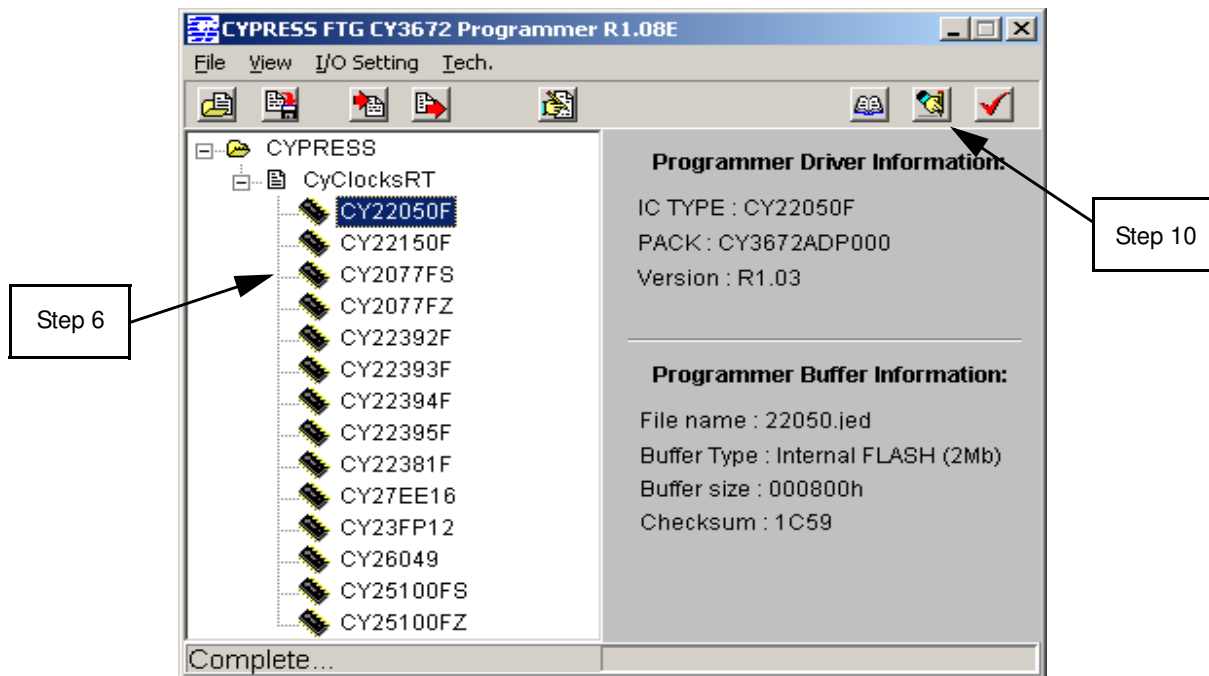 CYPRESS FTG CY3672 Programmer R1.08E
File View I/O Setting Tech.
CYPRESS
CyClocksRT
CY22050F
CY22150F
CY2077FS
CY2077FZ
CY22392F
CY22393F
CY22394F
CY22395F
CY22381F
CY27EE16
CY23FP12
CY26049
CY25100FS
CY25100FZ
Programmer Driver Information:
IC TYPE : CY22050F
PACK : CY3672ADP000
Version : R1.03
Programmer Buffer Information:
File name : 22050.jed
Buffer Type : Internal FLASH (2Mb)
Buffer size : 000800h
Checksum : 1C59
Complete...
Step 6
Step 10